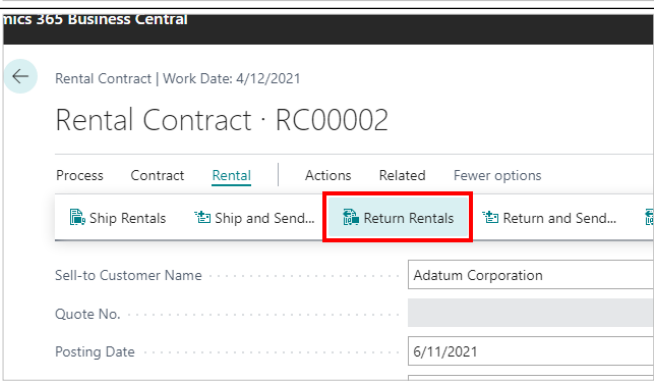 mics 365 Business Central
Rental Contract | Work Date: 4/12/2021
Rental Contract · RC00002
Process Contract Rental Actions Related Fewer options
Ship Rentals Ship and Send... Return Rentals Return and Send...
Sell-to Customer Name Adatum Corporation
Quote No.
Posting Date 6/11/2021